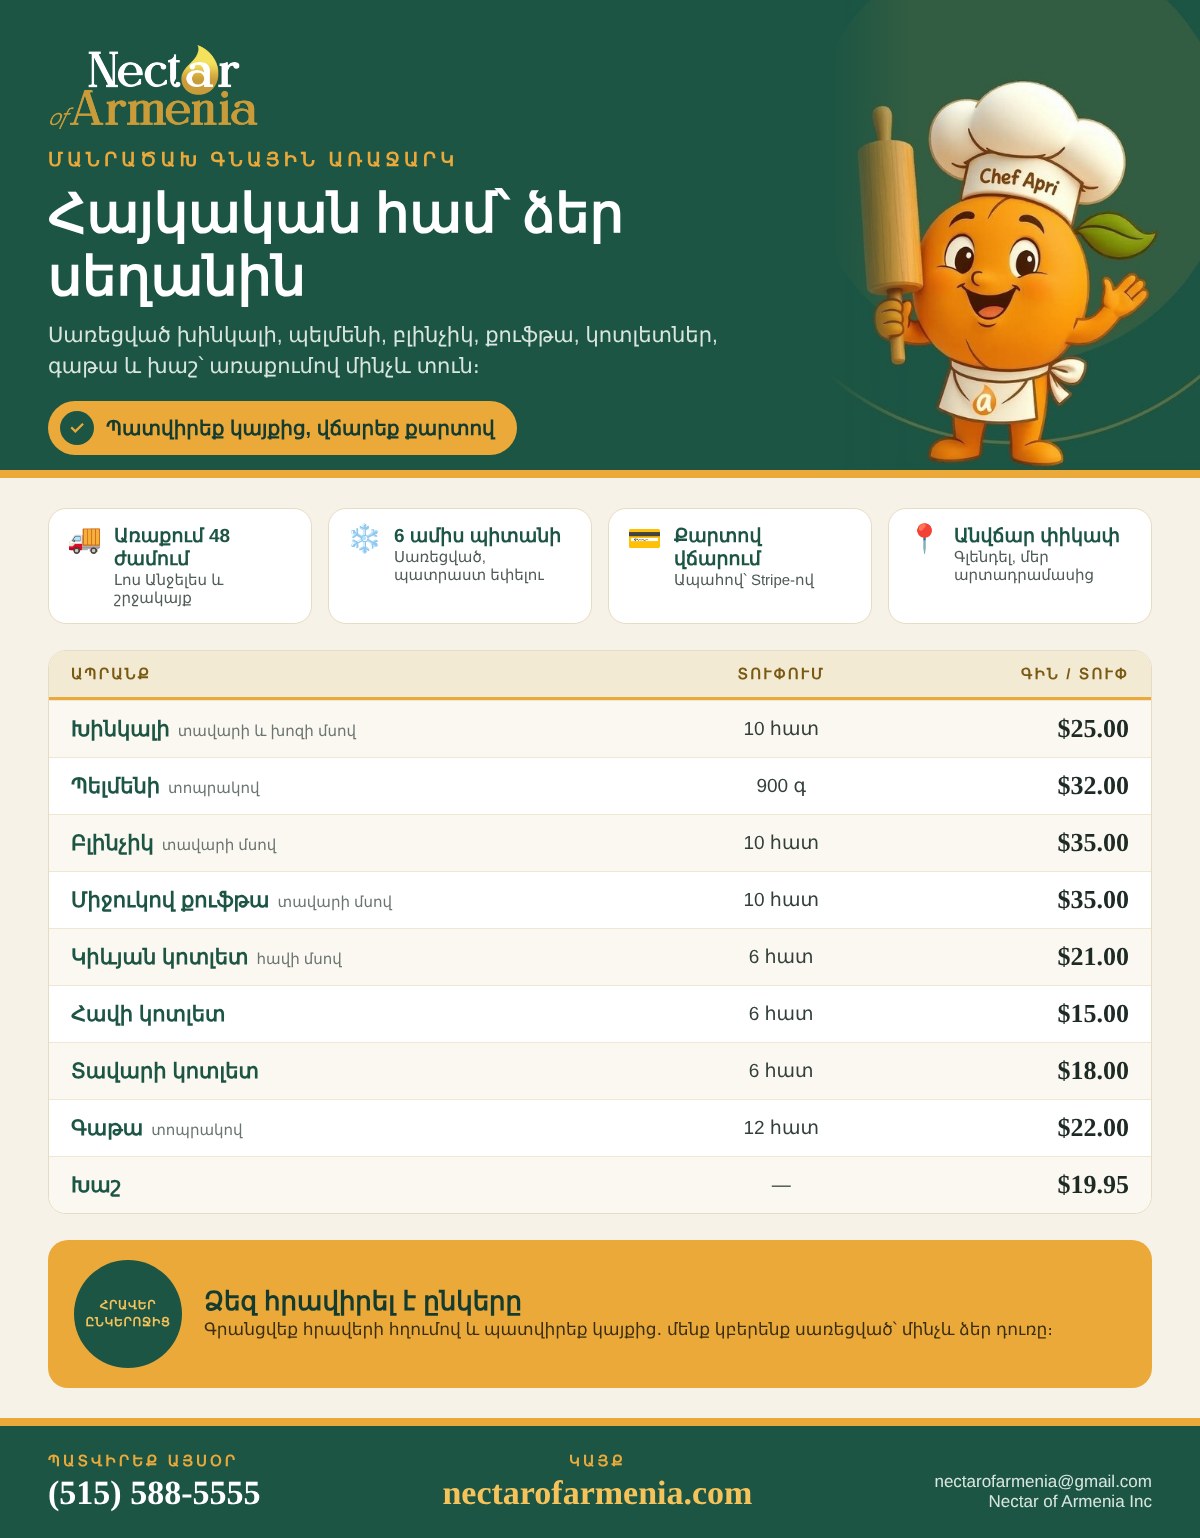 Nectar
of Armenia
ՄԱՆՐԱԾԱԽ ԳՆԱՅԻՆ ԱՌԱՋԱՐԿ
Հայկական համ՝ ձեր
սեղանին
Սառեցված խինկալի, պելմենի, բլինչիկ, քուֆթա, կոտլետներ,
գաթա և խաշ՝ առաքումով մինչև տուն։
Պատվիրեք կայքից, վճարեք քարտով
Chef Apri
a
Առաքում 48
ժամում
Լոս Անջելես և
շրջակայք
6 ամիս պիտանի
Սառեցված,
պատրաստ եփելու
Քարտով
վճարում
Ապահով՝ Stripe-ով
Անվճար փիկափ
Գլենդել, մեր
արտադրամասից
ԱՊՐԱՆՔ ՏՈՒՓՈՒՄ ԳԻՆ / ՏՈՒՓ
Խինկալի տավարի և խոզի մսով 10 հատ $25.00
Պելմենի տոպրակով 900 գ $32.00
Բլինչիկ տավարի մսով 10 հատ $35.00
Միջուկով քուֆթա տավարի մսով 10 հատ $35.00
Կիևյան կոտլետ հավի մսով 6 հատ $21.00
Հավի կոտլետ 6 հատ $15.00
Տավարի կոտլետ 6 հատ $18.00
Գաթա տոպրակով 12 հատ $22.00
Խաշ — $19.95
ՀՐԱՎԵՐ
ԸՆԿԵՐՈՋԻՑ
Ձեզ հրավիրել է ընկերը
Գրանցվեք հրավերի հղումով և պատվիրեք կայքից. մենք կբերենք սառեցված՝ մինչև ձեր դուռը։
ՊԱՏՎԻՐԵՔ ԱՅՍՕՐ
(515) 588-5555
ԿԱՅՔ
nectarofarmenia.com
nectarofarmenia@gmail.com
Nectar of Armenia Inc